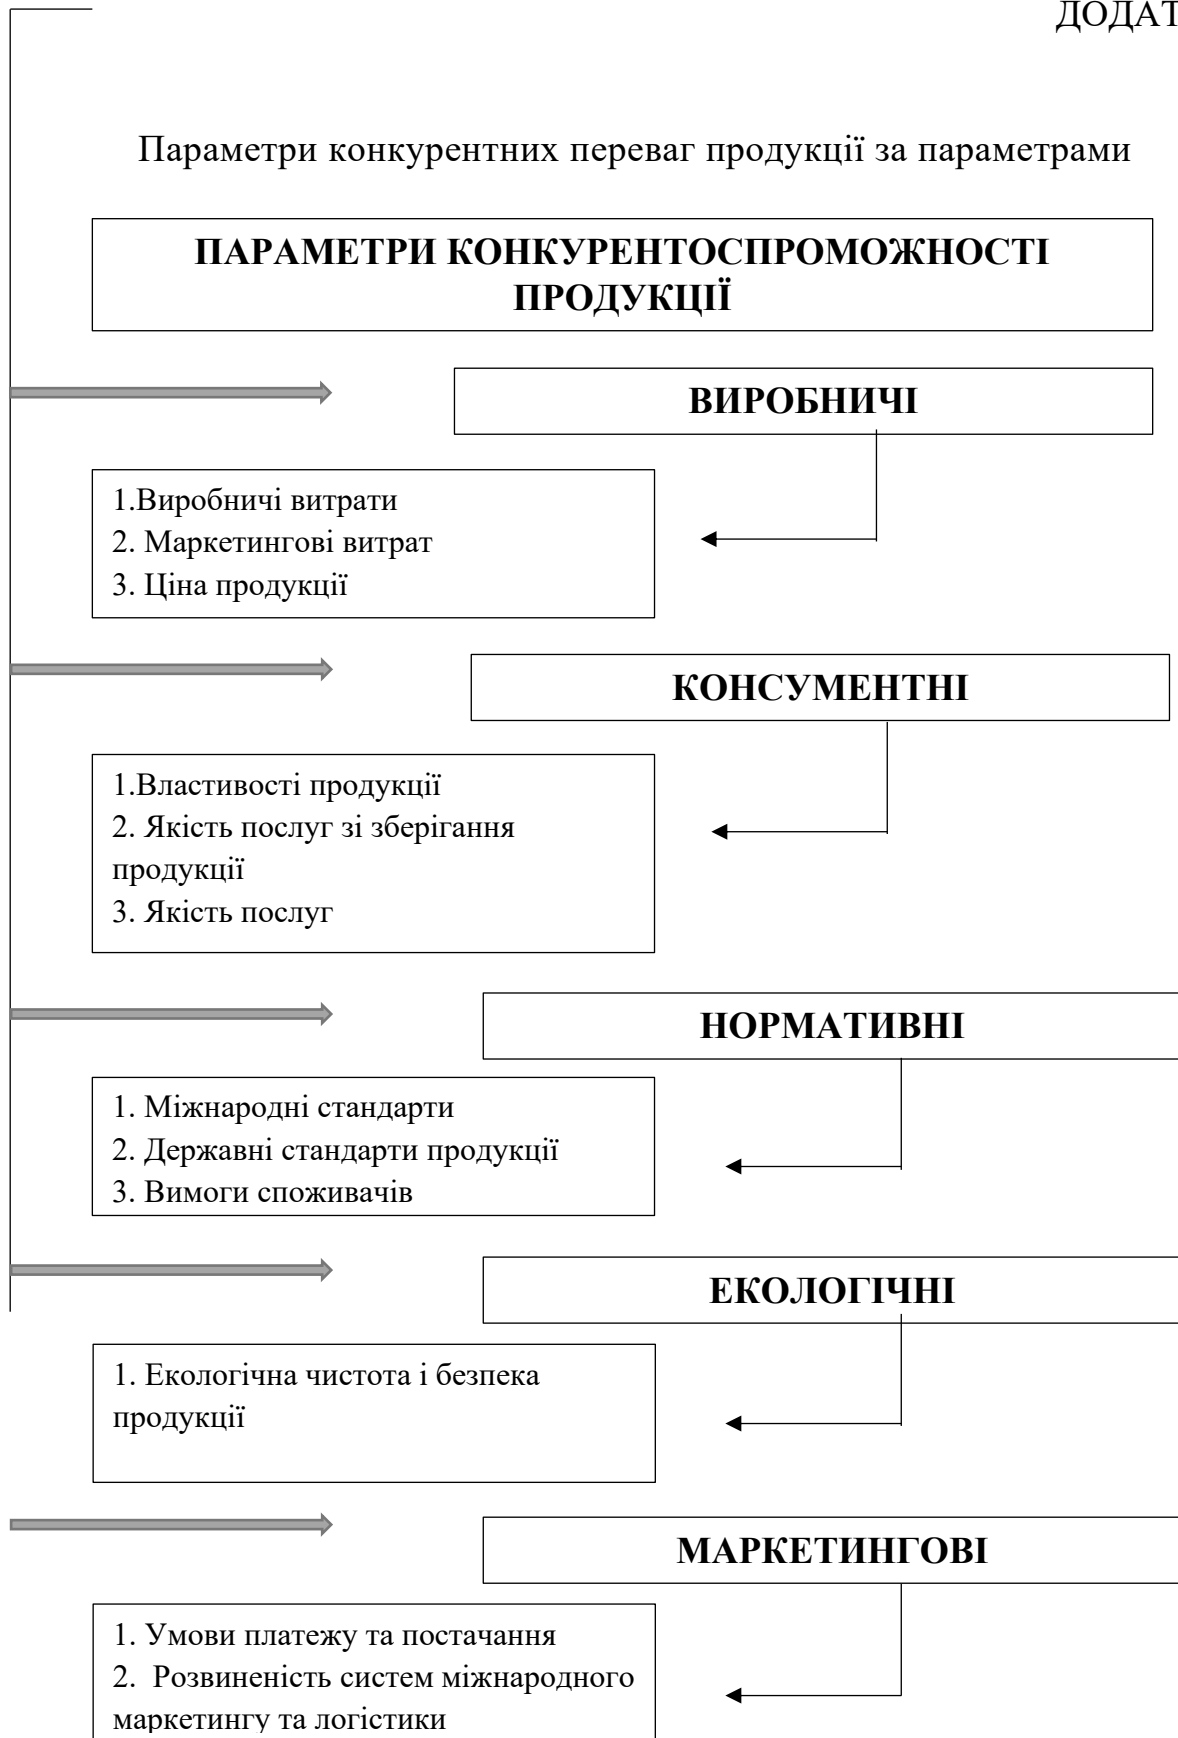 ДОДАТ
Параметри конкурентних переваг продукції за параметрами
ПАРАМЕТРИ КОНКУРЕНТОСПРОМОЖНОСТІ
ПРОДУКЦІЇ
ВИРОБНИЧІ
1.Виробничі витрати
2. Маркетингові витрат
3. Ціна продукції
КОНСУМЕНТНІ
1.Властивості продукції
2. Якість послуг зі зберігання
продукції
3. Якість послуг
НОРМАТИВНІ
1. Міжнародні стандарти
2. Державні стандарти продукції
3. Вимоги споживачів
ЕКОЛОГІЧНІ
1. Екологічна чистота і безпека
продукції
МАРКЕТИНГОВІ
1. Умови платежу та постачання
2. Розвиненість систем міжнародного
маркетингу та логістики